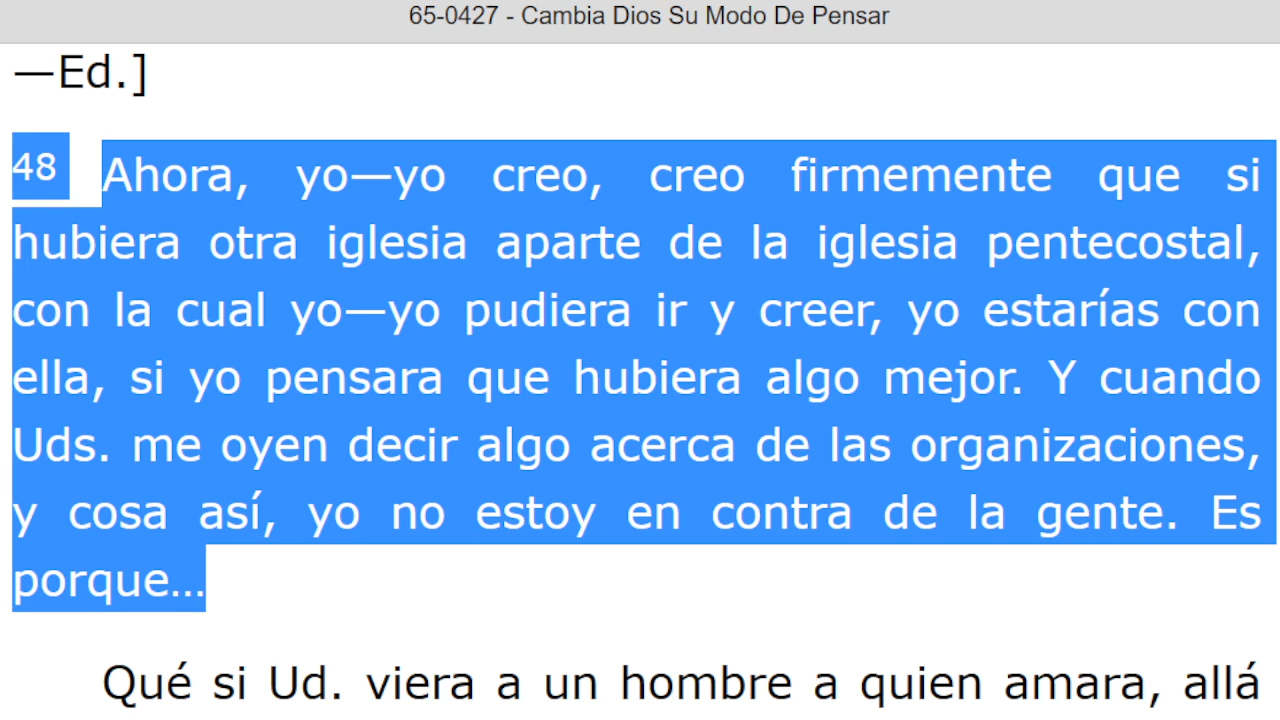 65-0427 - Cambia Dios Su Modo De Pensar
—Ed.]
48 Ahora, yo—yo creo, creo firmemente que si
hubiera otra iglesia aparte de la iglesia pentecostal,
con la cual yo—yo pudiera ir y creer, yo estarías con
ella, si yo pensara que hubiera algo mejor. Y cuando
Uds. me oyen decir algo acerca de las organizaciones,
y cosa así, yo no estoy en contra de la gente. Es
porque...
Qué si Ud. viera a un hombre a quien amara, allá